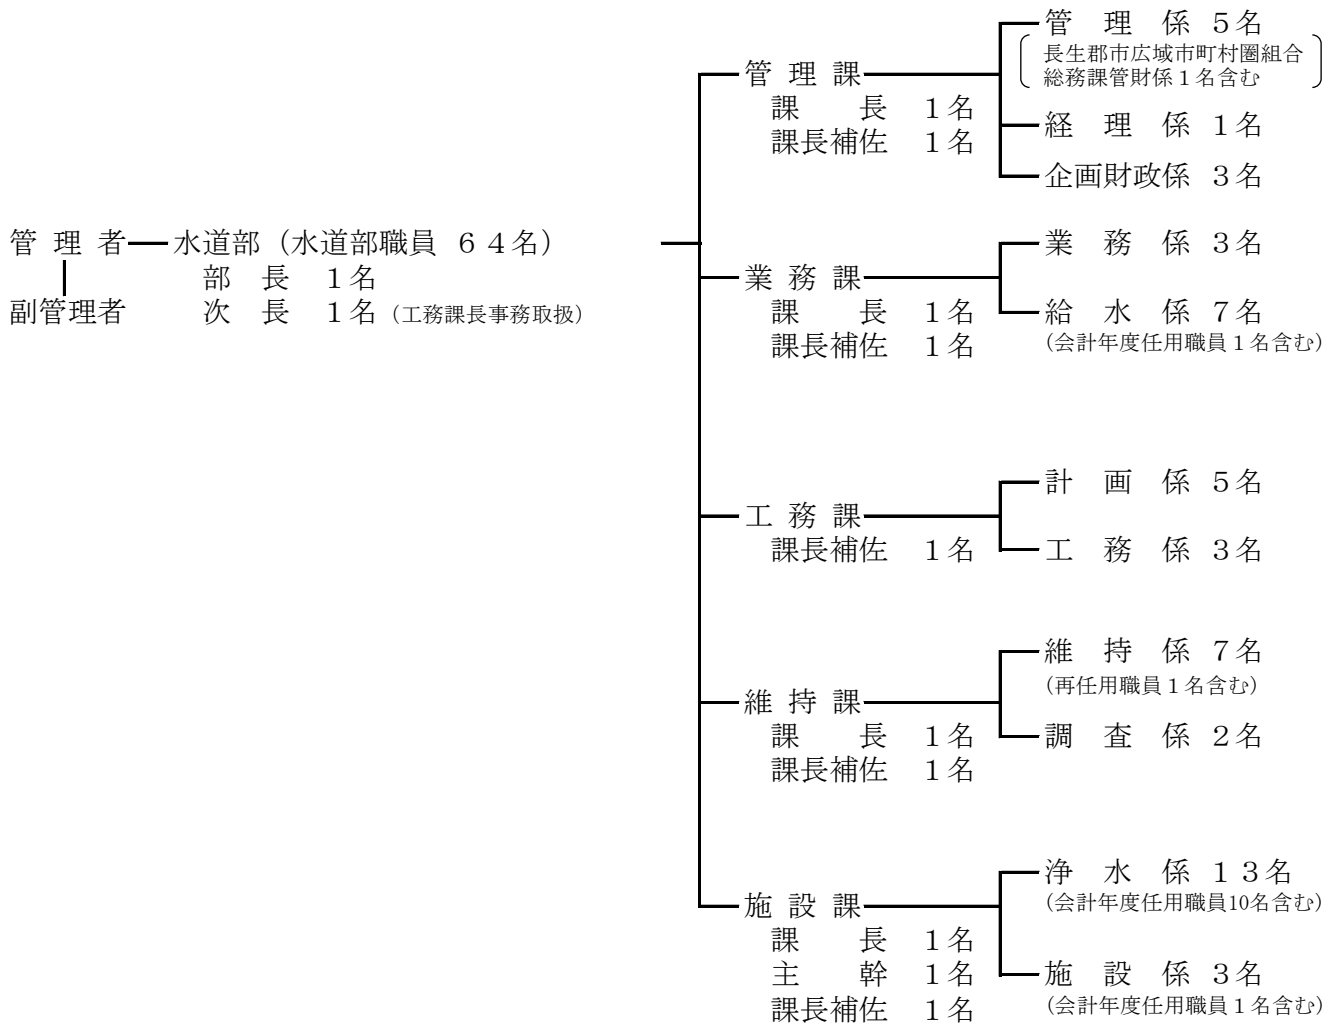 管理者 水道部（水道部職員 ６４名）
部長 １名
副管理者 次長 １名（工務課長事務取扱）
管理課
課長 １名
課長補佐 １名
管理係 ５名
長生郡市広域市町村圏組合
総務課管財係１名含む
経理係 １名
企画財政係 ３名
業務課
課長 １名
課長補佐 １名
業務係 ３名
給水係 ７名
(会計年度任用職員１名含む)
工務課
課長補佐 １名
計画係 ５名
工務係 ３名
維持課
課長 １名
課長補佐 １名
維持係 ７名
(再任用職員１名含む)
調査係 ２名
施設課
課長 １名
主幹 １名
課長補佐 １名
浄水係 １３名
(会計年度任用職員10名含む)
施設係 ３名
(会計年度任用職員１名含む)